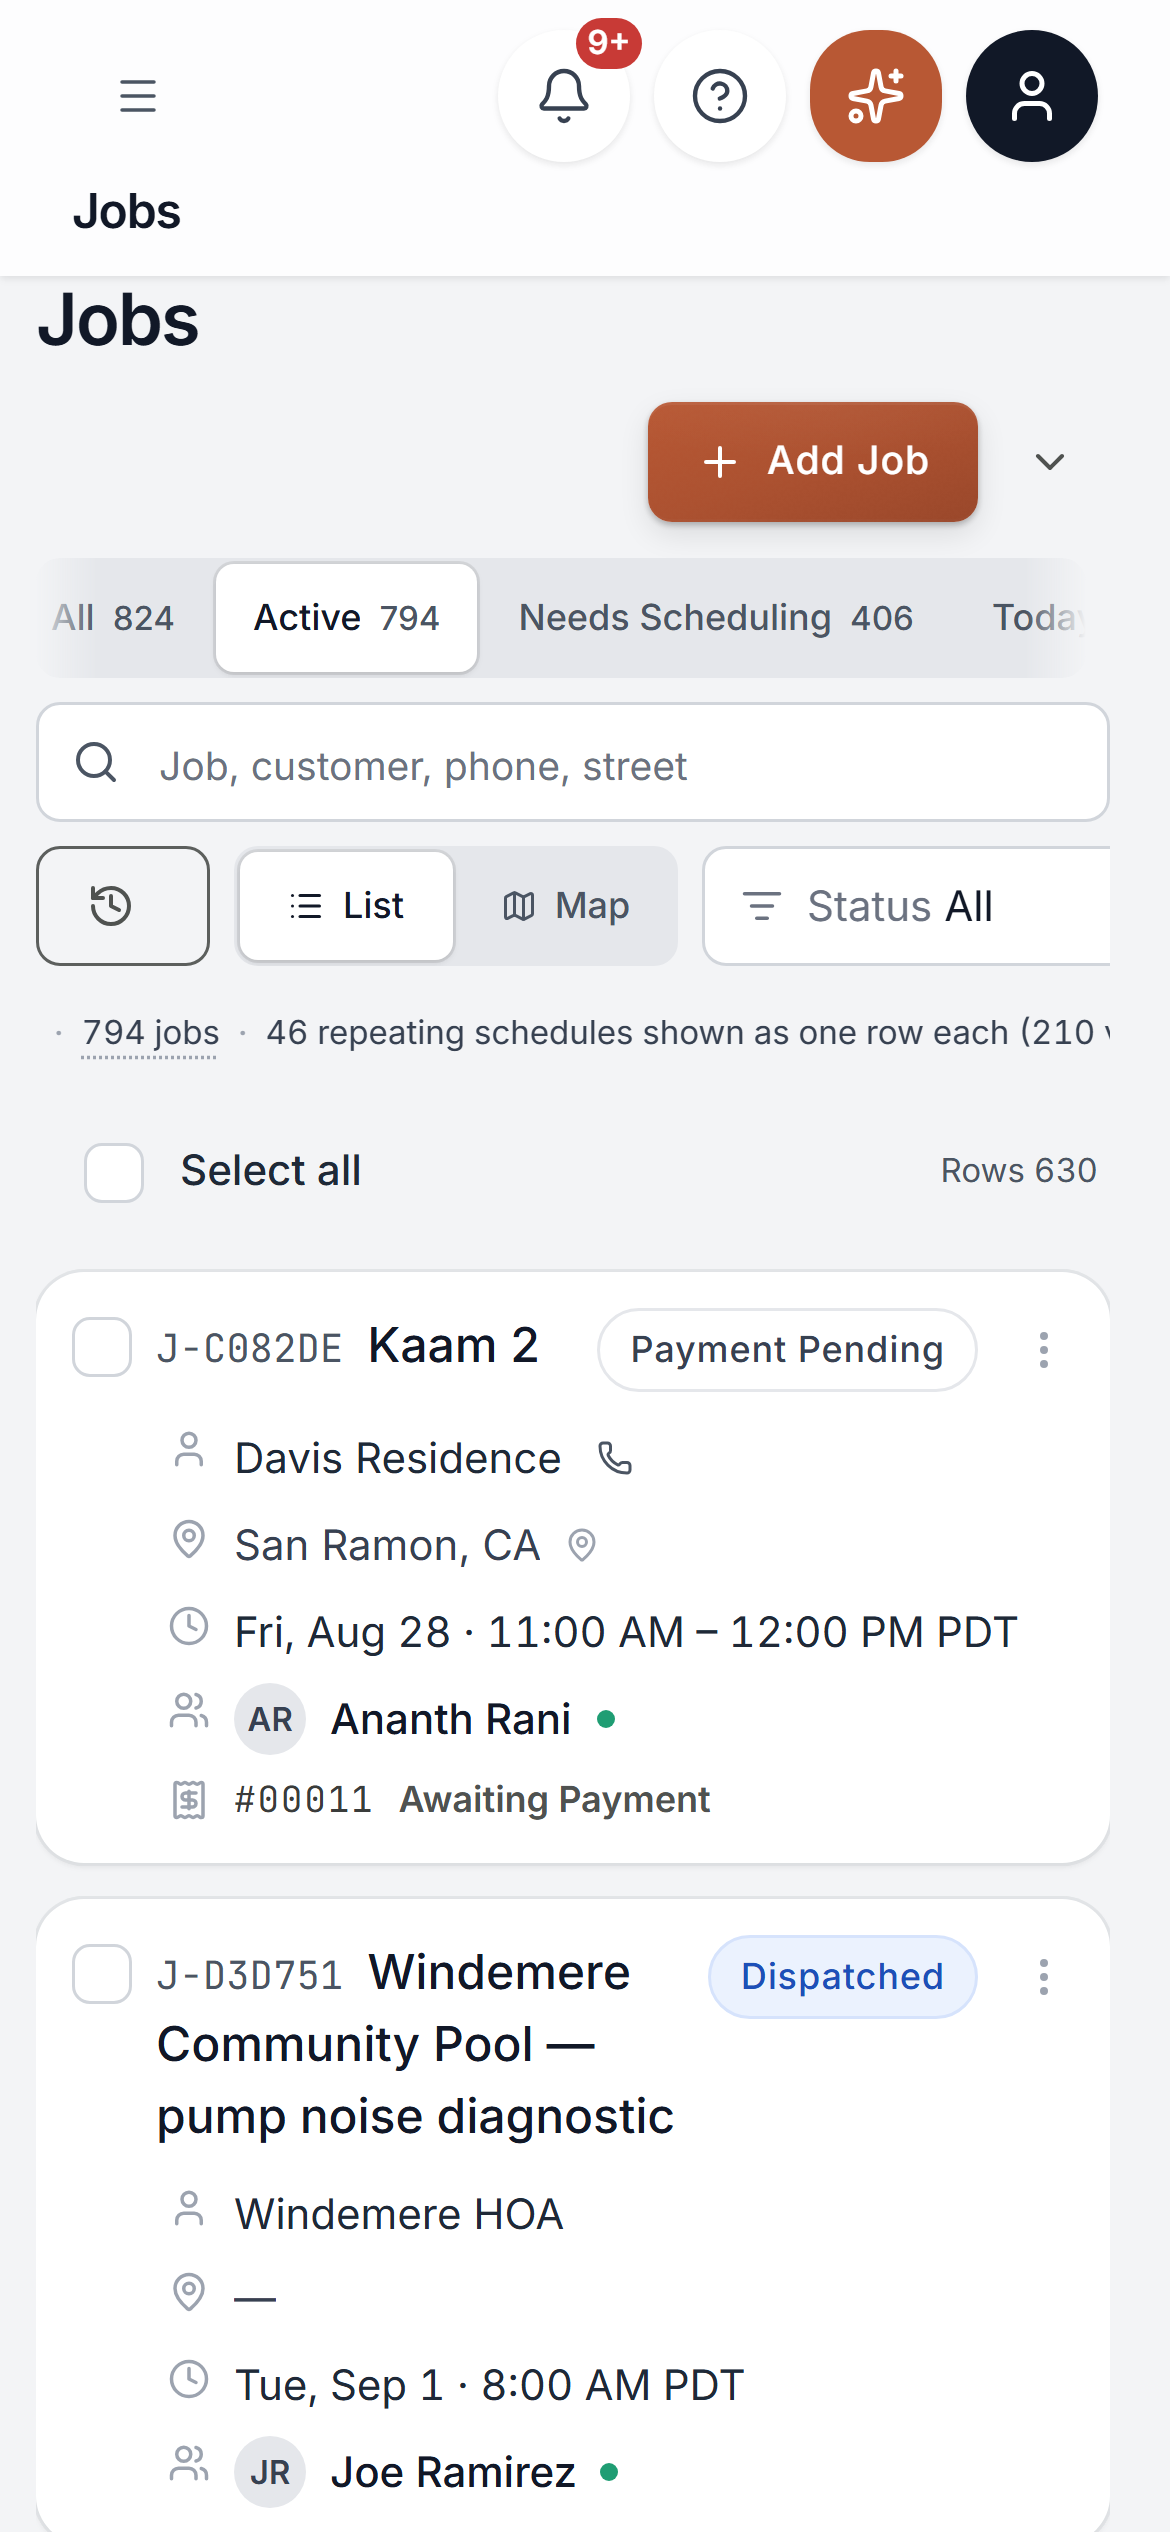 9+
Jobs
Jobs
Add Job
All 824 Active 794 Needs Scheduling 406 Today
Job, customer, phone, street
List Map Status All
· 794 jobs · 46 repeating schedules shown as one row each (210
Select all Rows 630
J-C082DE Kaam 2 Payment Pending
Davis Residence
San Ramon, CA
Fri, Aug 28 · 11:00 AM – 12:00 PM PDT
AR Ananth Rani
#00011 Awaiting Payment
J-D3D751 Windemere Dispatched
Community Pool —
pump noise diagnostic
Windemere HOA
—
Tue, Sep 1 · 8:00 AM PDT
JR Joe Ramirez